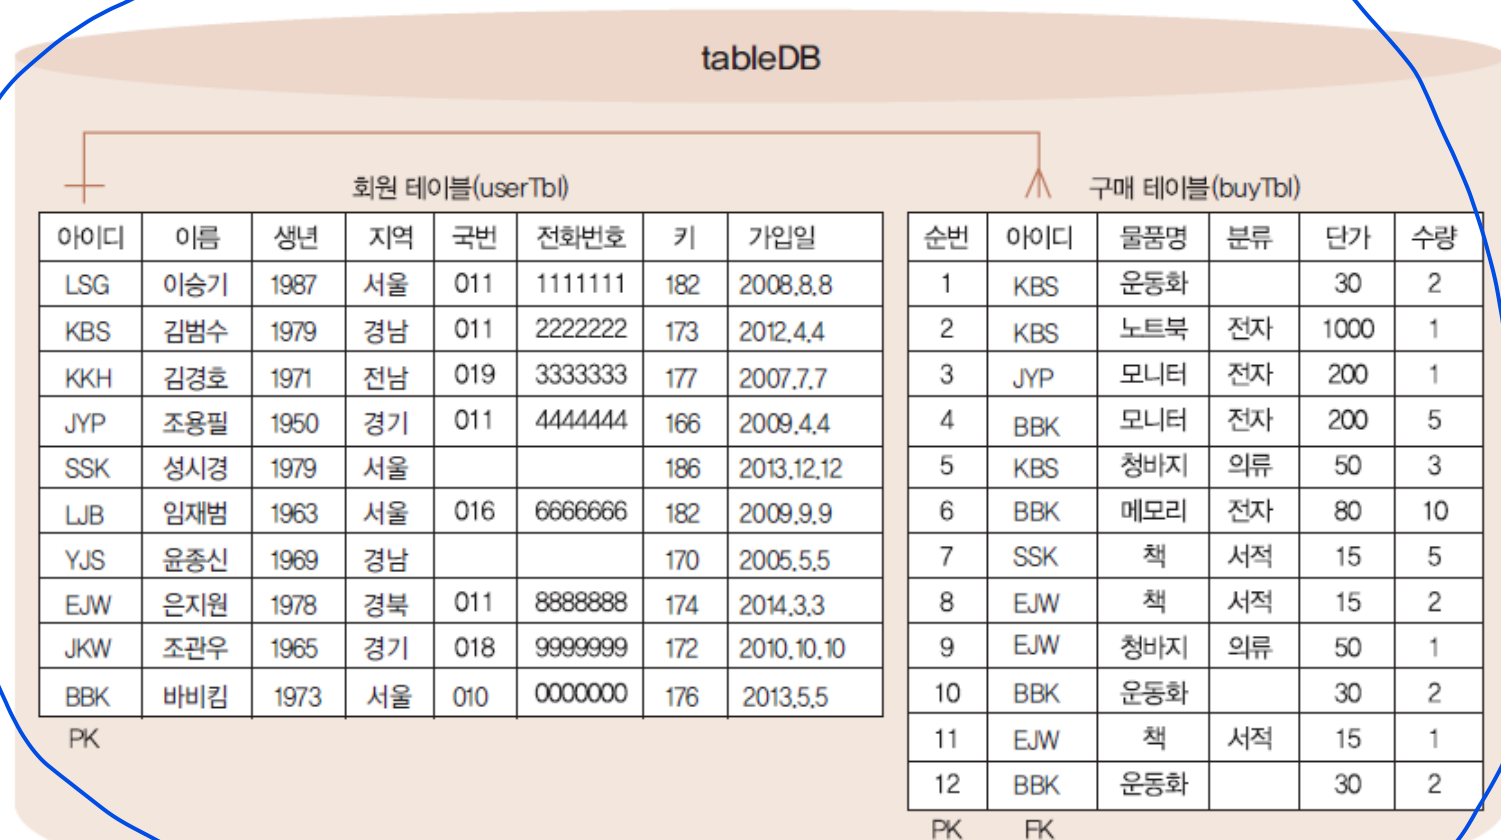 tableDB
회원 테이블(userTbl)
아이디 이름 생년 지역 국번 전화번호 키 가입일
LSG 이승기 1987 서울 011 1111111 182 2008.8.8
KBS 김범수 1979 경남 011 2222222 173 2012.4.4
KKH 김경호 1971 전남 019 3333333 177 2007.7.7
JYP 조용필 1950 경기 011 4444444 166 2009.4.4
SSK 성시경 1979 서울 186 2013.12.12
LJB 임재범 1963 서울 016 6666666 182 2009.9.9
YJS 윤종신 1969 경남 170 2005.5.5
EJW 은지원 1978 경북 011 8888888 174 2014.3.3
JKW 조관우 1965 경기 018 9999999 172 2010.10.10
BBK 바비킴 1973 서울 010 0000000 176 2013.5.5
PK
구매 테이블(buyTbl)
순번 아이디 물품명 분류 단가 수량
1 KBS 운동화 30 2
2 KBS 노트북 전자 1000 1
3 JYP 모니터 전자 200 1
4 BBK 모니터 전자 200 5
5 KBS 청바지 의류 50 3
6 BBK 메모리 전자 80 10
7 SSK 책 서적 15 5
8 EJW 책 서적 15 2
9 EJW 청바지 의류 50 1
10 BBK 운동화 30 2
11 EJW 책 서적 15 1
12 BBK 운동화 30 2
PK FK